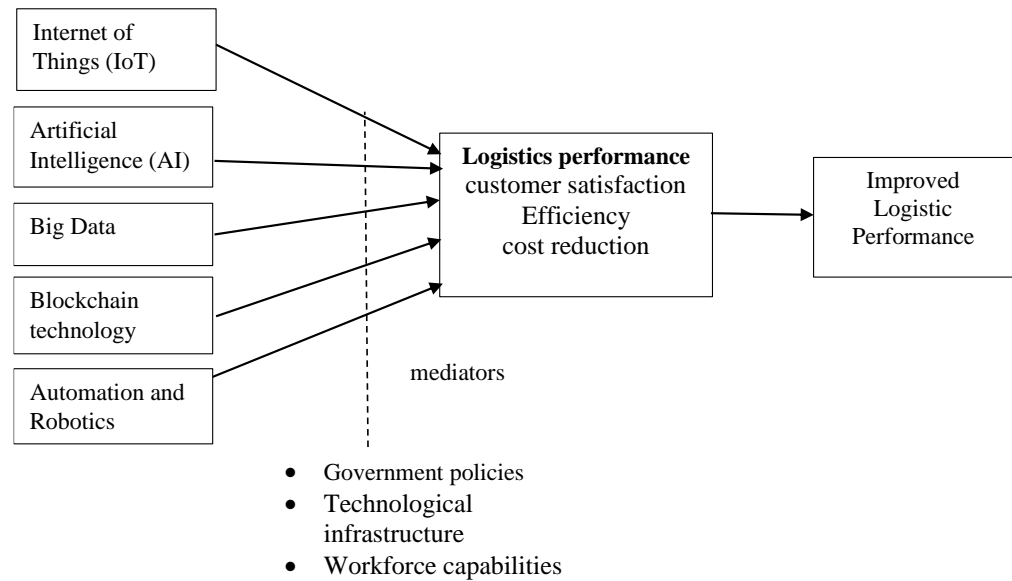 Internet of
Things (IoT)
Artificial
Intelligence (AI)
Big Data
Blockchain
technology
Automation and
Robotics
Logistics performance
customer satisfaction
Efficiency
cost reduction
Improved
Logistic
Performance
mediators
• Government policies
• Technological
infrastructure
• Workforce capabilities